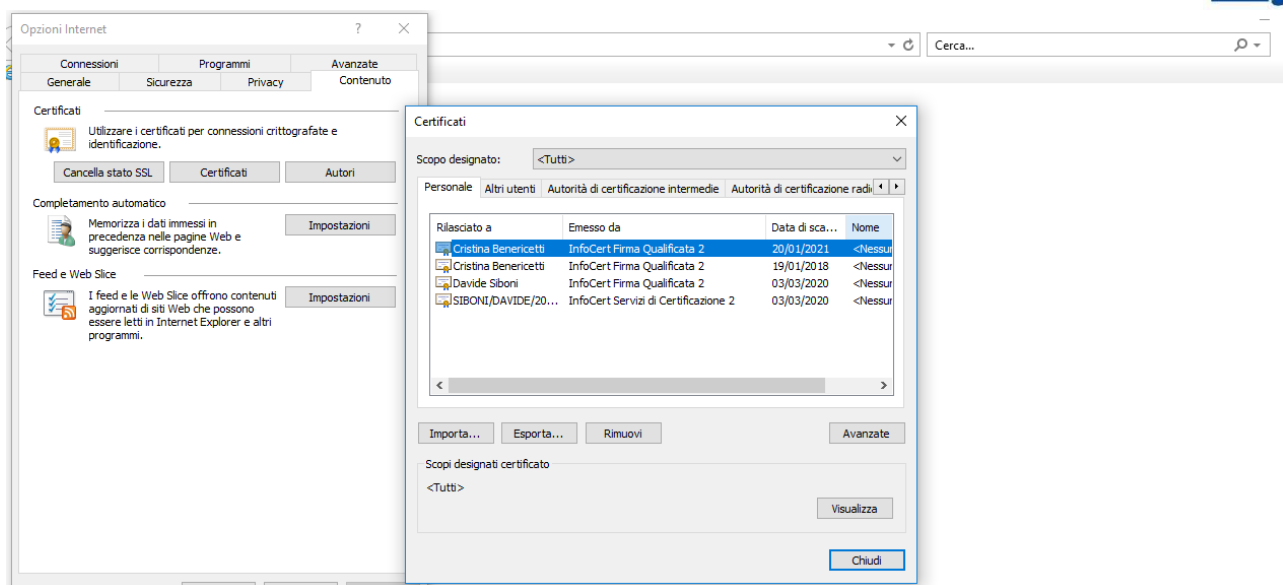 Opzioni Internet
Cerca...
Connessioni Programmi Avanzate
Generale Sicurezza Privacy Contenuto
Certificati
Utilizzare i certificati per connessioni crittografate e
identificazione.
Cancella stato SSL Certificati Autori
Completamento automatico
Memorizza i dati immessi in
precedenza nelle pagine Web e
suggerisce corrispondenze.
Impostazioni
Feed e Web Slice
I feed e le Web Slice offrono contenuti
aggiornati di siti Web che possono
essere letti in Internet Explorer e altri
programmi.
Impostazioni
Certificati
Scopo designato: <Tutti>
Personale Altri utenti Autorità di certificazione intermedie Autorità di certificazione radi
Rilasciato a Emesso da Data di sca... Nome
Cristina Benericetti InfoCert Firma Qualificata 2 20/01/2021 <Nessur
Cristina Benericetti InfoCert Firma Qualificata 2 19/01/2018 <Nessur
Davide Siboni InfoCert Firma Qualificata 2 03/03/2020 <Nessur
SIBONI/DAVIDE/20... InfoCert Servizi di Certificazione 2 03/03/2020 <Nessur
Importa... Esporta... Rimuovi Avanzate
Scopi designati certificato
<Tutti>
Visualizza
Chiudi